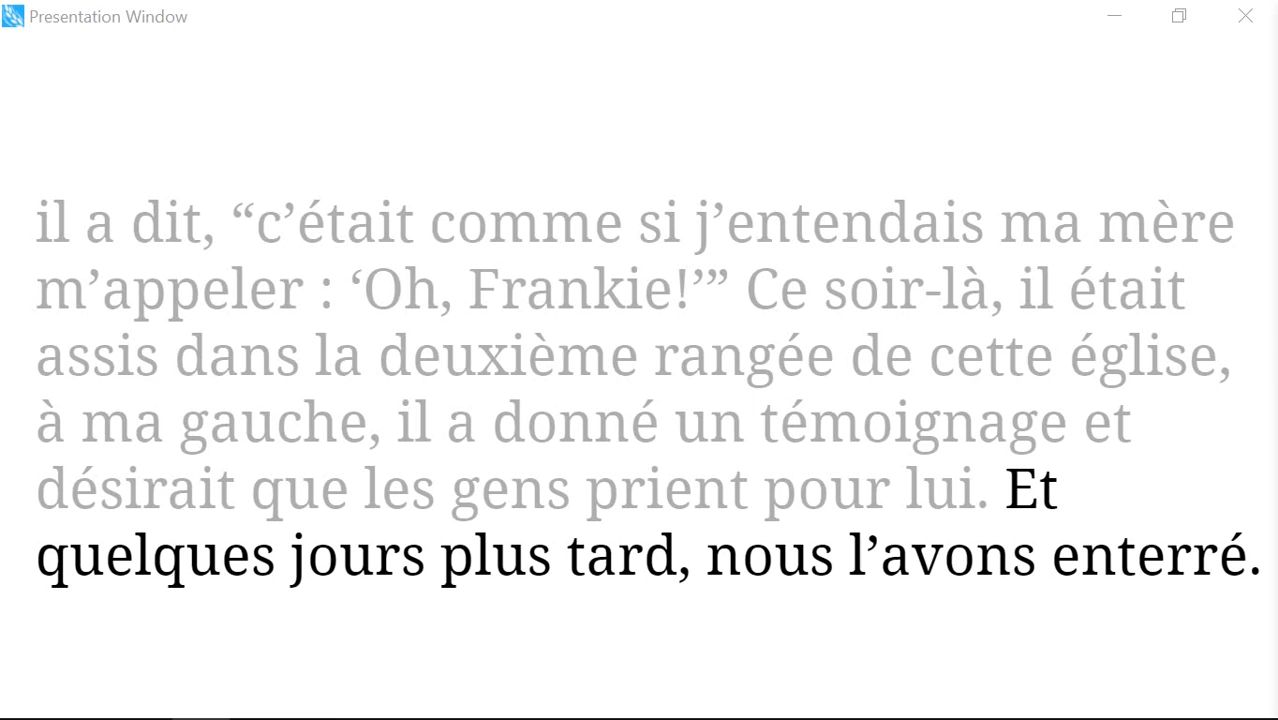 Presentation Window
il a dit, “c’était comme si j’entendais ma mère
m’appeler : ‘Oh, Frankie!’” Ce soir-là, il était
assis dans la deuxième rangée de cette église,
à ma gauche, il a donné un témoignage et
désirait que les gens prient pour lui. Et
quelques jours plus tard, nous l’avons enterré.